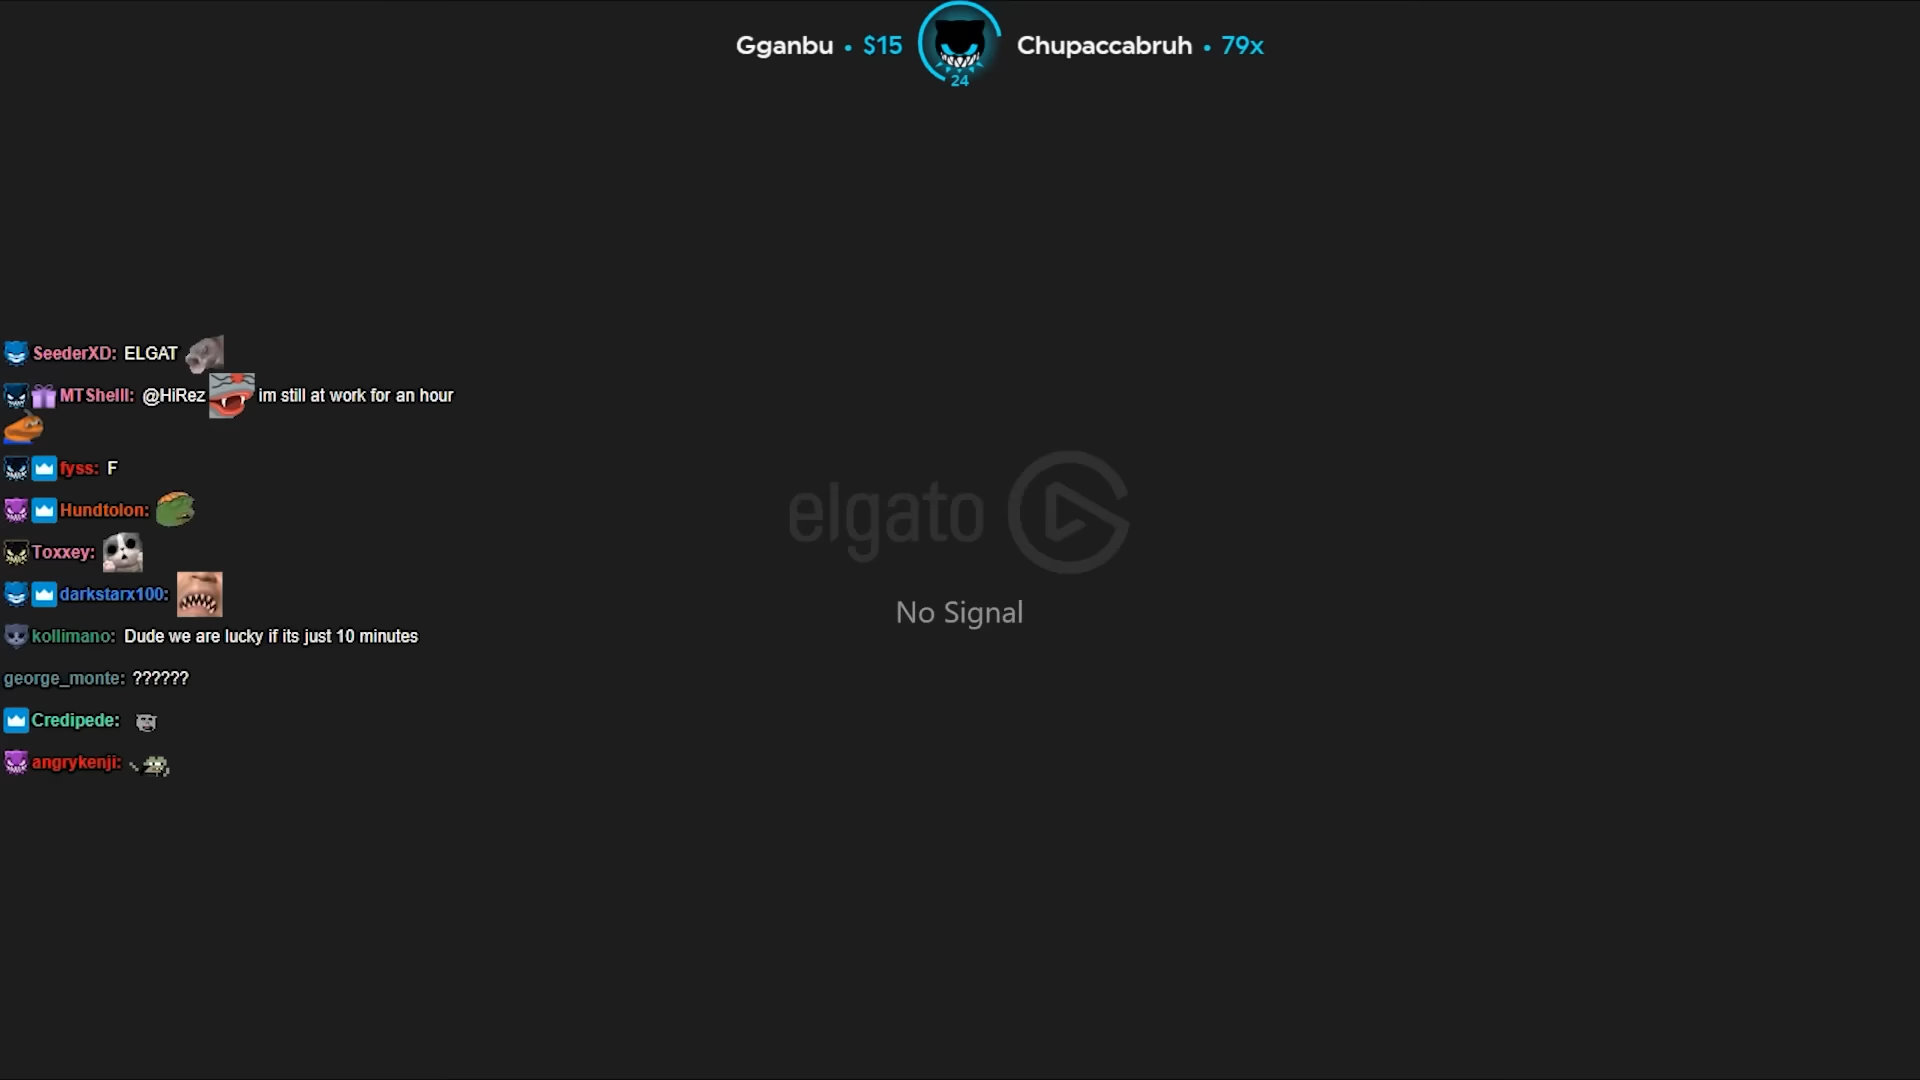 Gganbu • $15
24
Chupaccabruh • 79x
SeederXD: ELGAT
MTShelll: @HiRez im still at work for an hour
fyss: F
Hundtolon:
Toxxey:
darkstarx100:
kollimano: Dude we are lucky if its just 10 minutes
george_monte: ??????
Credipede:
angrykenji:
elgato
No Signal